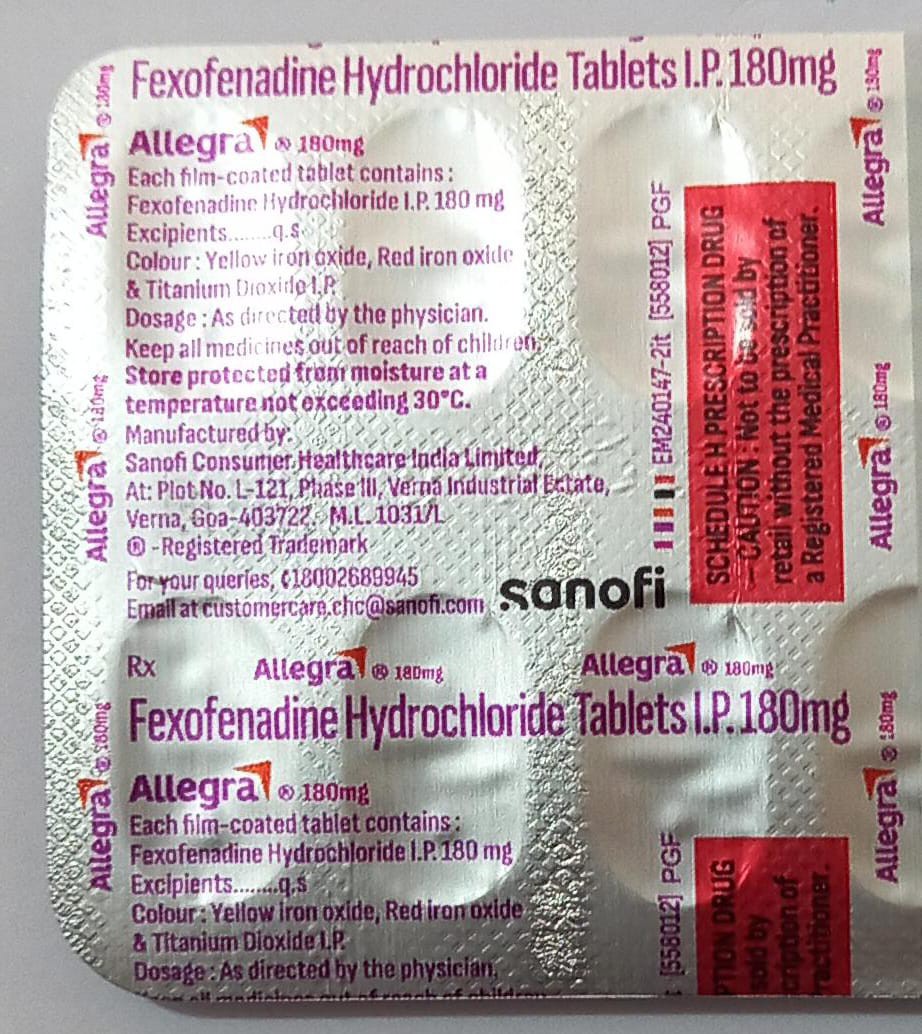 Fexofenadine Hydrochloride Tablets I.P. 180mg
Allegra ® 180mg
Each film-coated tablet contains :
Fexofenadine Hydrochloride I.P. 180 mg
Excipients........q.s
Colour : Yellow iron oxide, Red iron oxide
& Titanium Dioxide I.P.
Dosage : As directed by the physician.
Keep all medicines out of reach of children.
Store protected from moisture at a
temperature not exceeding 30°C.
Manufactured by:
Sanofi Consumer Healthcare India Limited
At: Plot No. L-121, Phase III, Verna Industrial Estate,
Verna, Goa-403722. M.L. 1031/L
® - Registered Trademark
For your queries, ✆18002689945
Email at customercare.chc@sanofi.com
sanofi
EM240147-2it [558012] PGF
SCHEDULE H PRESCRIPTION DRUG
– CAUTION : Not to be sold by
retail without the prescription of
a Registered Medical Practitioner.
Rx
Allegra ® 180mg
Allegra ® 180mg
Fexofenadine Hydrochloride Tablets I.P. 180mg
Allegra ® 180mg
Each film-coated tablet contains :
Fexofenadine Hydrochloride I.P. 180 mg
Excipients........q.s
Colour : Yellow iron oxide, Red iron oxide
& Titanium Dioxide I.P.
Dosage : As directed by the physician.
[558012] PGF
PTION DRUG
sold by
cription of
ractitioner.
Allegra ® 180mg
Allegra ® 180mg
Allegra ® 180mg
Allegra ® 180mg
Allegra ® 180mg
Allegra ® 180mg